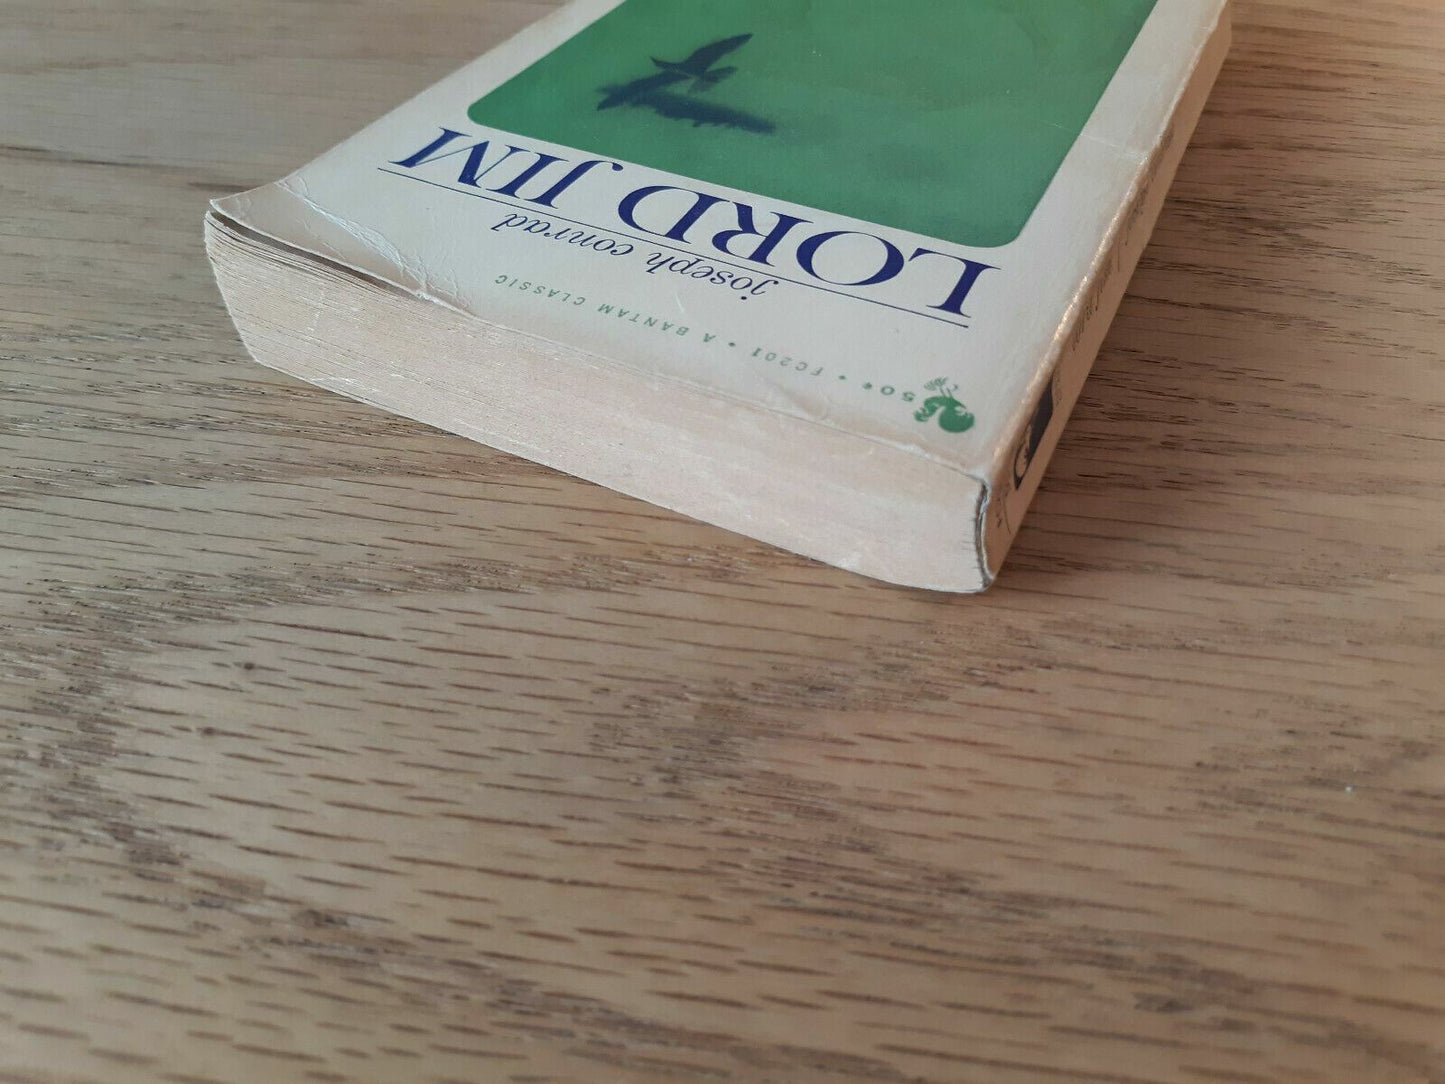 50¢ • FC201 • A BANTAM CLASSIC
joseph conrad
LORD JIM